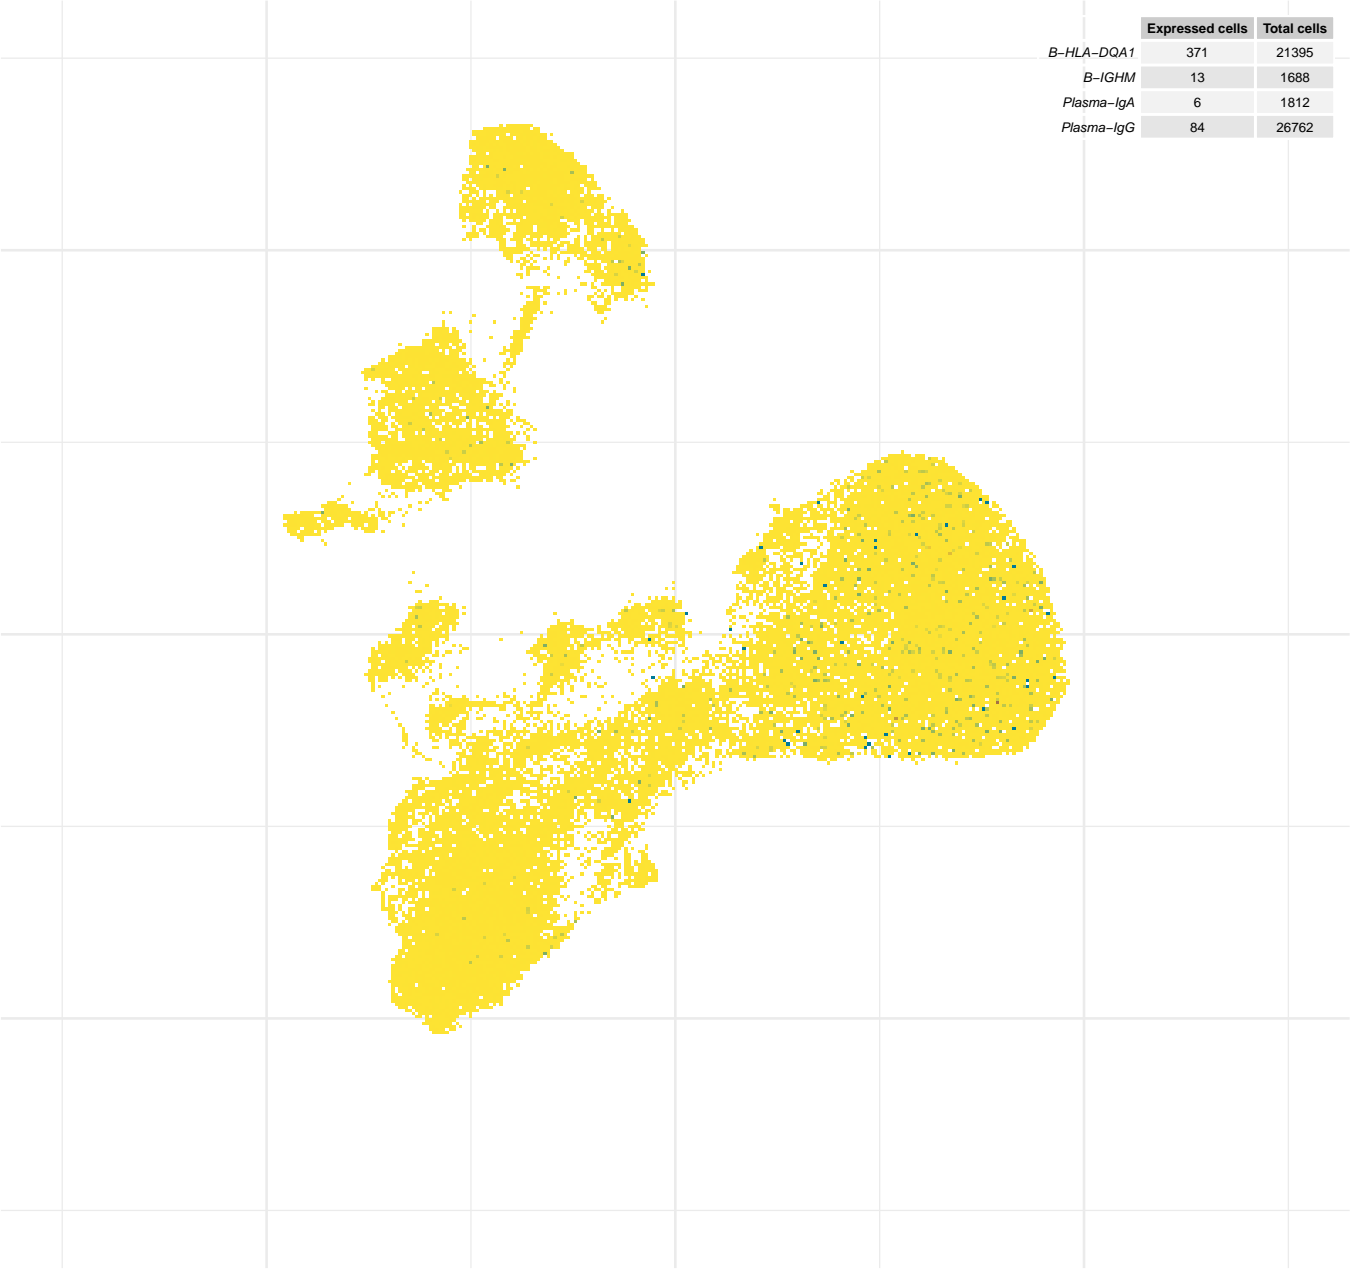 Expressed cells Total cells
B−HLA−DQA1 371 21395
B−IGHM 13 1688
Plasma−IgA 6 1812
Plasma−IgG 84 26762